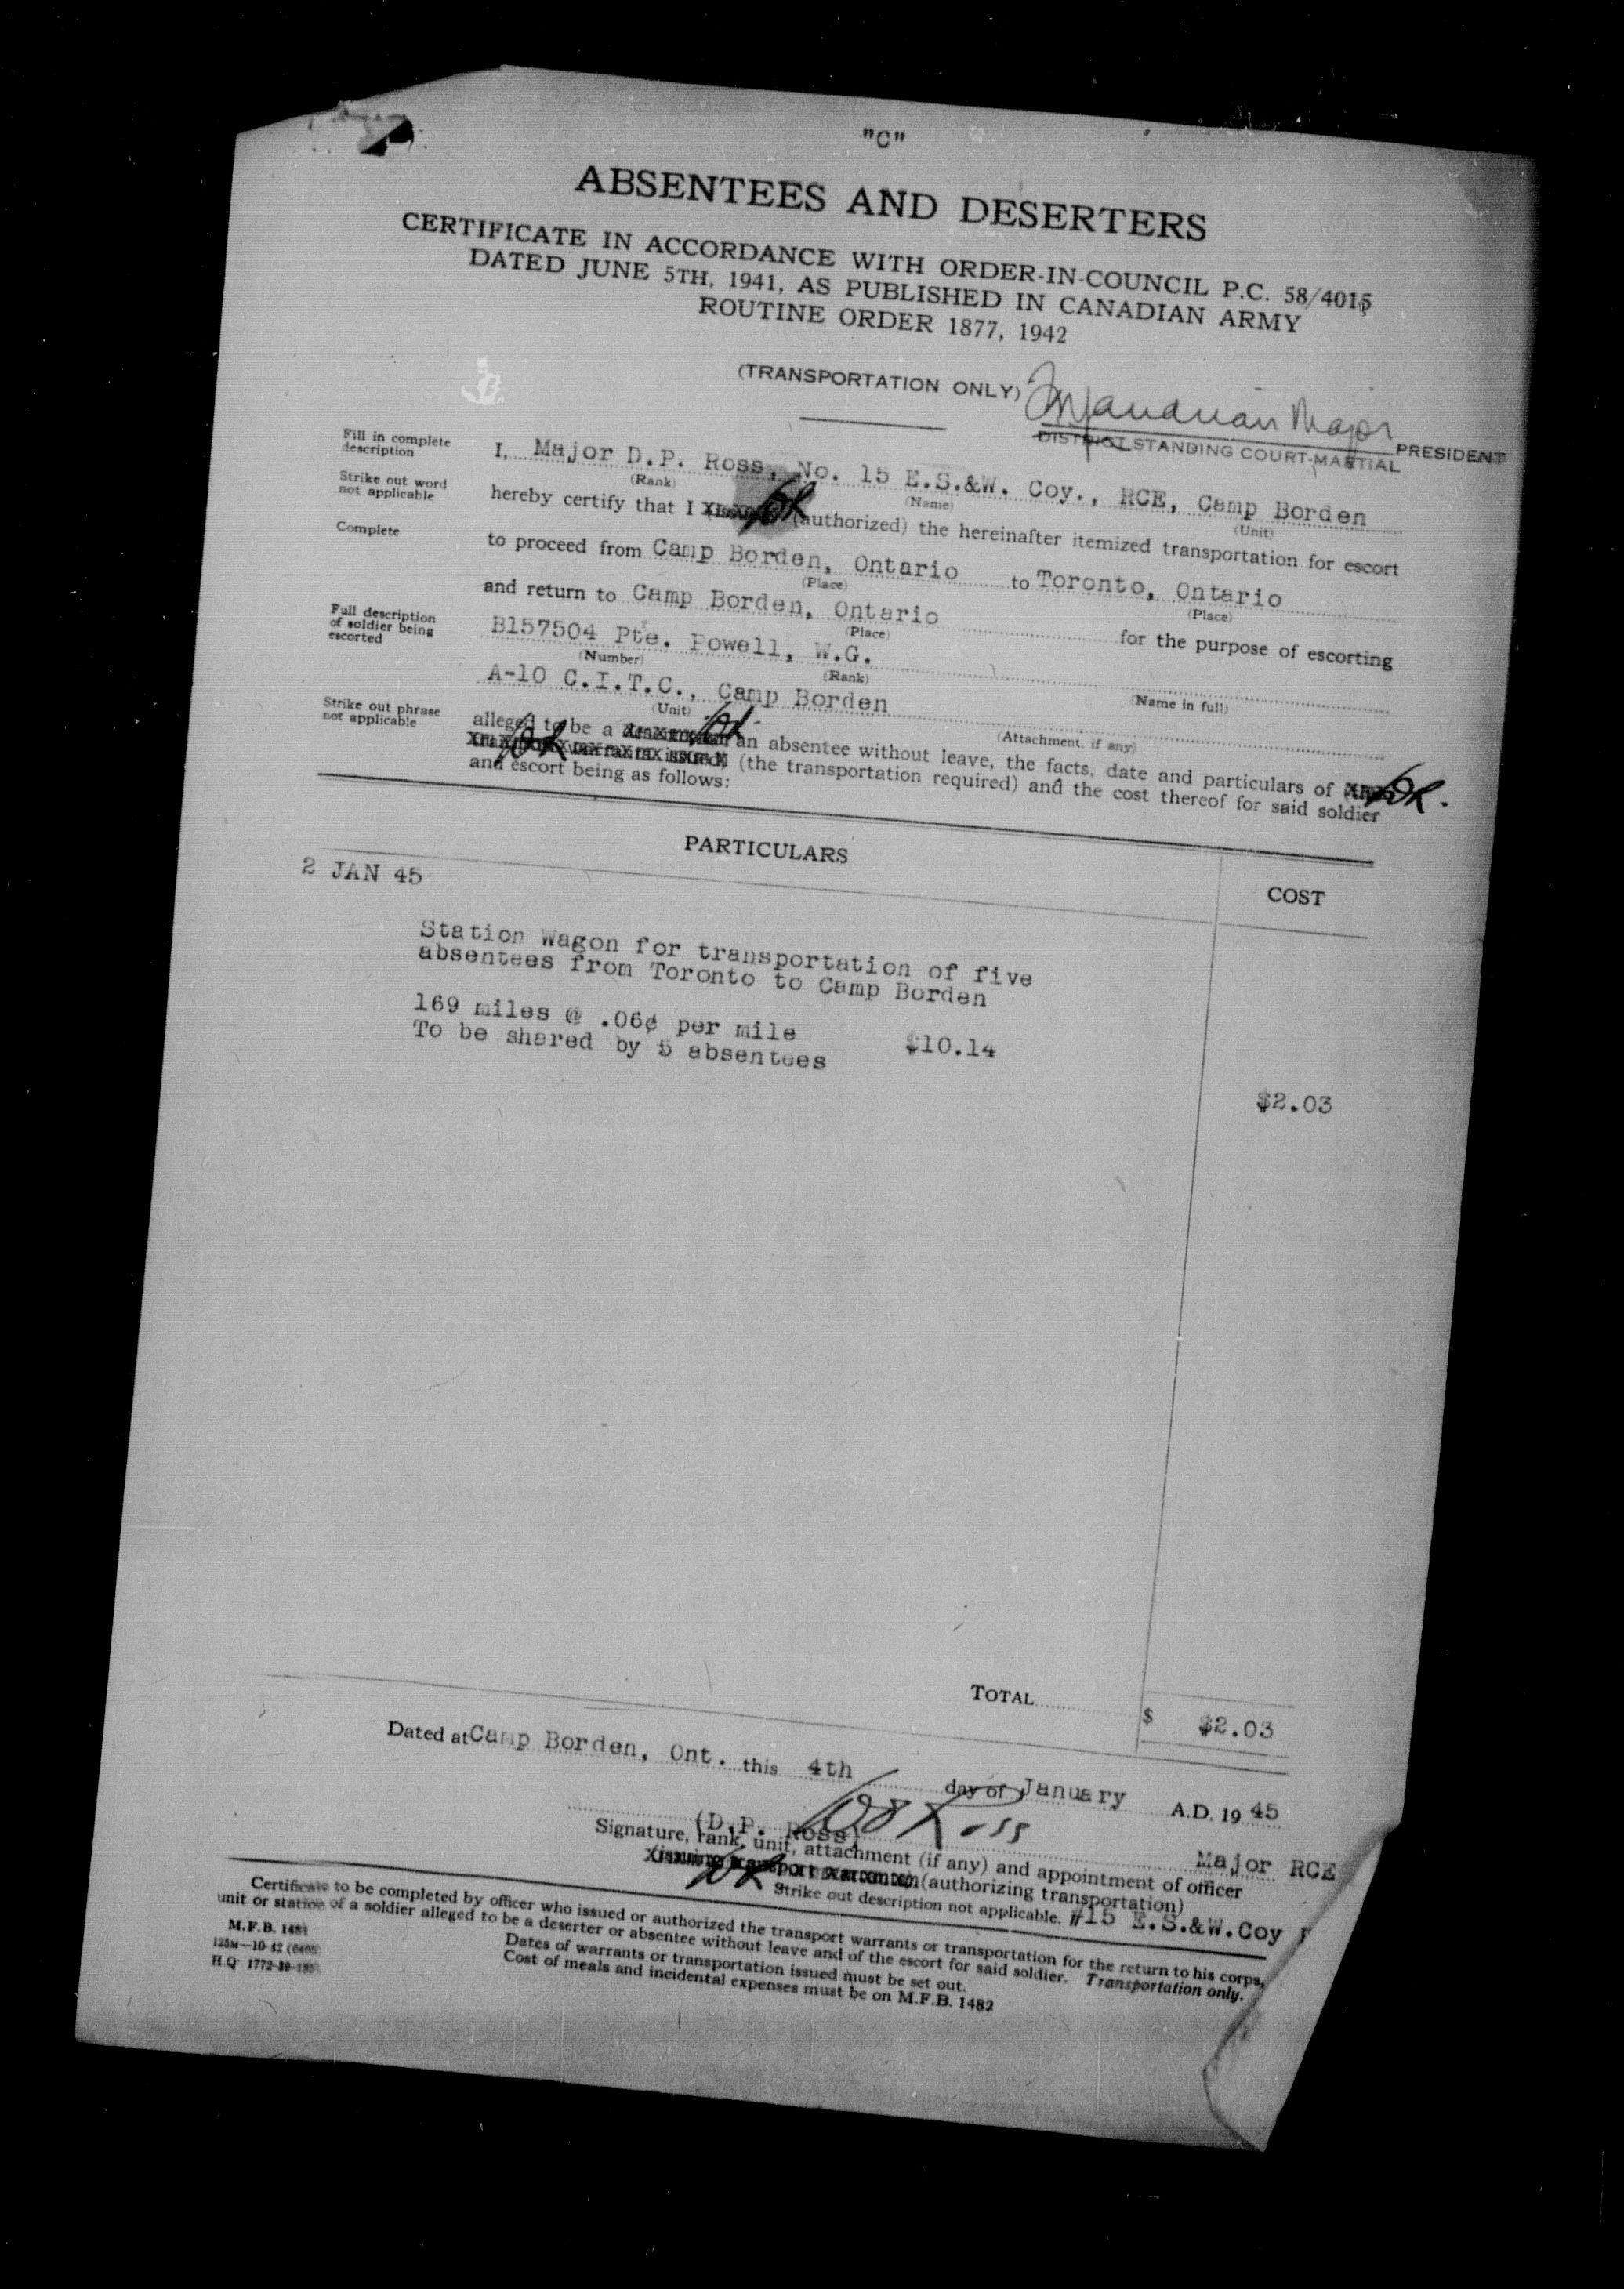 "C"
ABSENTEES AND DESERTERS
CERTIFICATE IN ACCORDANCE WITH ORDER-IN-COUNCIL P.C. 58/4015
DATED JUNE 5TH, 1941, AS PUBLISHED IN CANADIAN ARMY
ROUTINE ORDER 1877, 1942
(TRANSPORTATION ONLY)
Major
PRESIDENT
DISTRICT STANDING COURT-MARTIAL
Fill in complete
description
I, Major D.P. Ross, No. 15 E.S.&W. Coy., RCE, Camp Borden
(Rank) (Name) (Unit)
Strike out word
not applicable
hereby certify that I (authorized) the hereinafter itemized transportation for escort
Complete
to proceed from Camp Borden, Ontario to Toronto, Ontario
(Place) (Place)
and return to Camp Borden, Ontario for the purpose of escorting
(Place)
Full description
of soldier being
escorted
B157504 Pte. Powell, W.G.
(Number) (Rank) (Name in full)
A-10 C.I.T.C., Camp Borden
(Unit) (Attachment, if any)
Strike out phrase
not applicable
alleged to be a an absentee without leave, the facts, date and particulars of
(the transportation required) and the cost thereof for said soldier
and escort being as follows:
PARTICULARS
COST
2 JAN 45
Station Wagon for transportation of five
absentees from Toronto to Camp Borden
169 miles @ .06¢ per mile $10.14
To be shared by 5 absentees
$2.03
TOTAL $ $2.03
Dated at Camp Borden, Ont. this 4th day of January A.D. 19 45
Ross
(D.P. Ross) Major RCE
Signature, rank, unit, attachment (if any) and appointment of officer
(authorizing transportation)
Strike out description not applicable. #15 E.S.&W.Coy
Certificate to be completed by officer who issued or authorized the transport warrants or transportation for the return to his corps,
unit or station of a soldier alleged to be a deserter or absentee without leave and of the escort for said soldier. Transportation only.
Dates of warrants or transportation issued must be set out.
Cost of meals and incidental expenses must be on M.F.B. 1482
M.F.B. 1481
125M—10-42
H.Q. 1772-39-